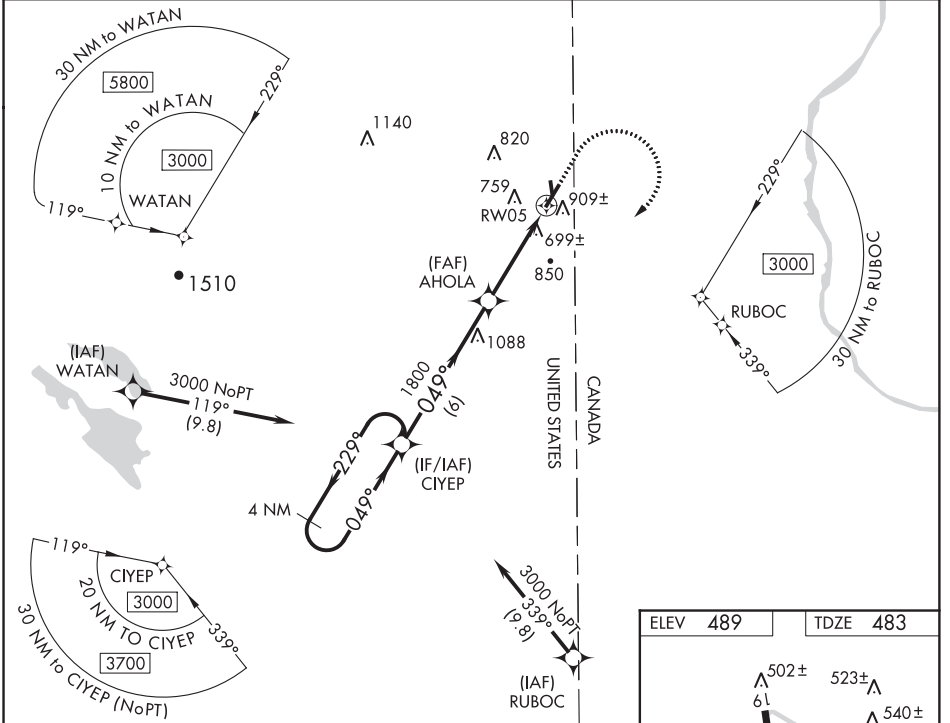 30 NM to WATAN
5800
229°
10 NM to WATAN
3000
WATAN
119°
1510
1140
820
759
RW05
909±
699±
850
(FAF)
AHOLA
1088
229°
3000
RUBOC
30 NM to RUBOC
339°
(IAF)
WATAN
3000 NoPT
119°
(9.8)
1800
049°
(6)
UNITED STATES
CANADA
229°
049°
4 NM
(IF/IAF)
CIYEP
119°
CIYEP
3000
20 NM TO CIYEP
339°
3700
30 NM to CIYEP (NoPT)
3000 NoPT
339°
(9.8)
(IAF)
RUBOC
ELEV 489
TDZE 483
502±
523±
19
540±